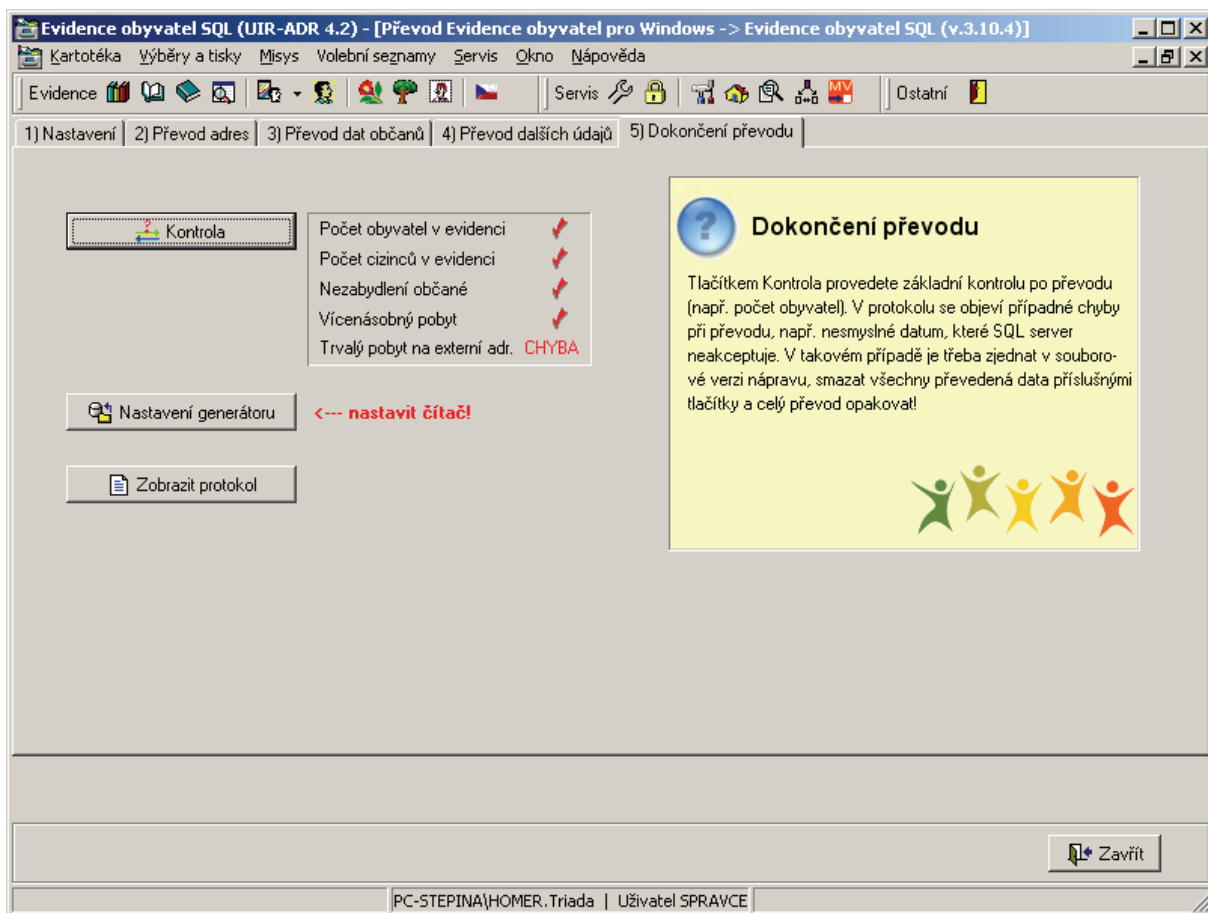 Evidence obyvatel SQL (UIR-ADR 4.2) - [Převod Evidence obyvatel pro Windows -> Evidence obyvatel SQL (v.3.10.4)]
Kartotéka Výběry a tisky Misys Volební seznamy Servis Okno Nápověda
Evidence Servis Ostatní
1) Nastavení 2) Převod adres 3) Převod dat občanů 4) Převod dalších údajů 5) Dokončení převodu
Kontrola
Počet obyvatel v evidenci
Počet cizinců v evidenci
Nezabydlení občané
Vícenásobný pobyt
Trvalý pobyt na externí adr. CHYBA
Nastavení generátoru <--- nastavit čítač!
Zobrazit protokol
Dokončení převodu
Tlačítkem Kontrola provedete základní kontrolu po převodu
(např. počet obyvatel). V protokolu se objeví případné chyby
při převodu, např. nesmyslné datum, které SQL server
neakceptuje. V takovém případě je třeba zjednat v souboro-
vé verzi nápravu, smazat všechny převedená data příslušnými
tlačítky a celý převod opakovat!
Zavřít
PC-STEPINA\HOMER.Triada | Uživatel SPRAVCE